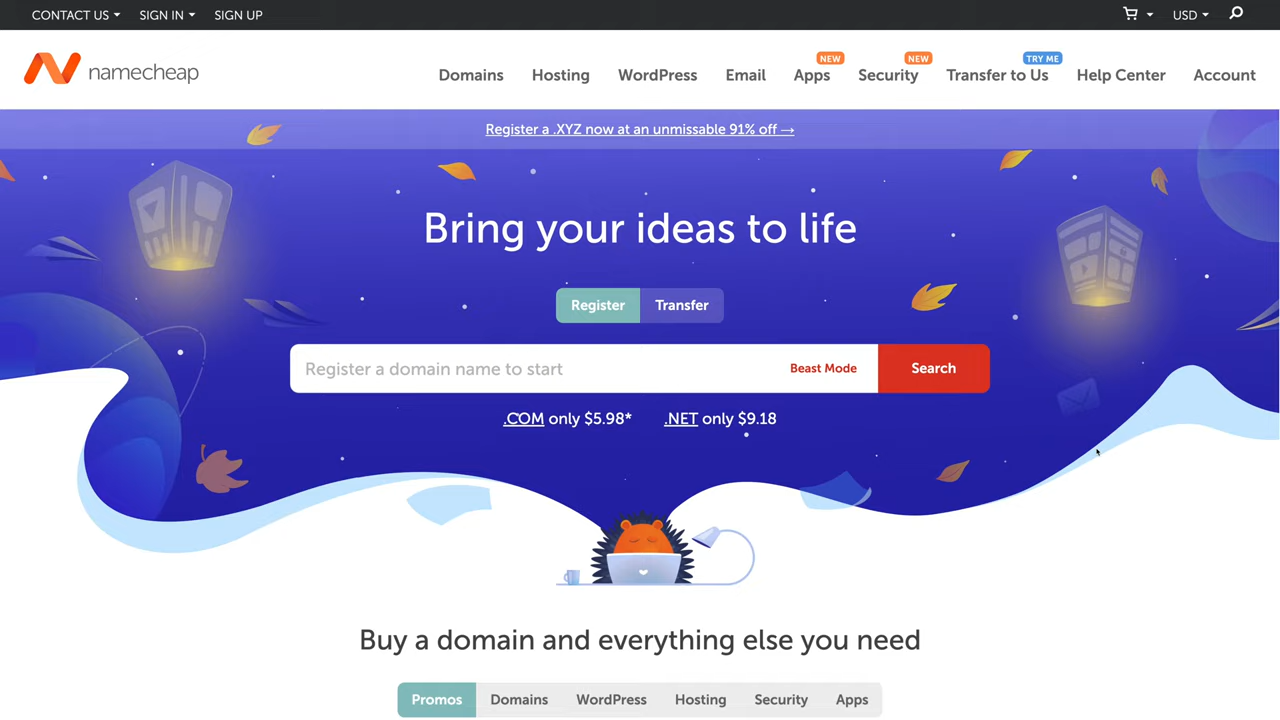 CONTACT US SIGN IN SIGN UP USD
namecheap
NEW NEW TRY ME
Domains Hosting WordPress Email Apps Security Transfer to Us Help Center Account
Register a .XYZ now at an unmissable 91% off →
Bring your ideas to life
Register Transfer
Register a domain name to start Beast Mode Search
.COM only $5.98* .NET only $9.18
Buy a domain and everything else you need
Promos Domains WordPress Hosting Security Apps